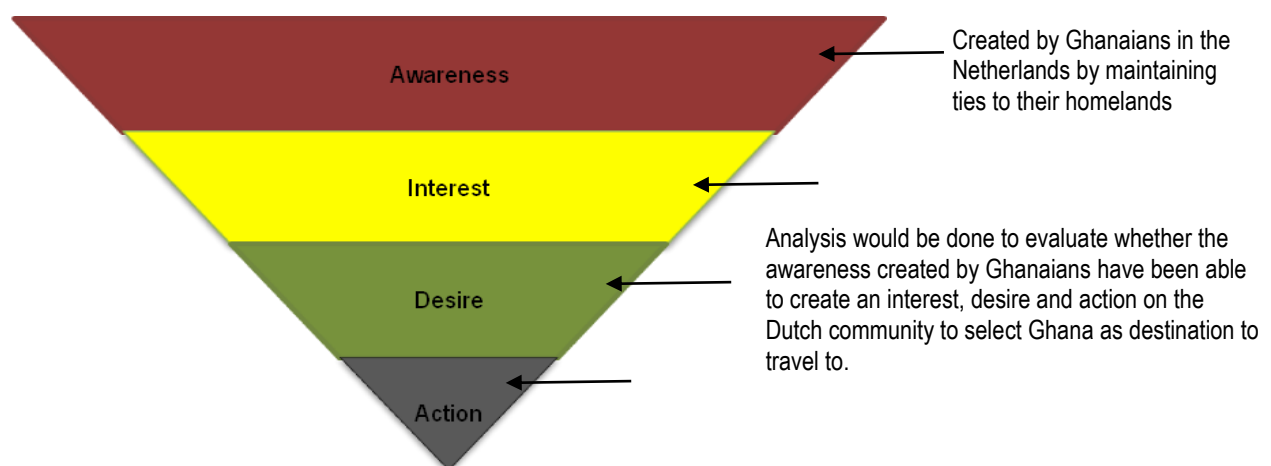 Awareness
Created by Ghanaians in the
Netherlands by maintaining
ties to their homelands
Interest
Desire
Analysis would be done to evaluate whether the
awareness created by Ghanaians have been able
to create an interest, desire and action on the
Dutch community to select Ghana as destination to
travel to.
Action